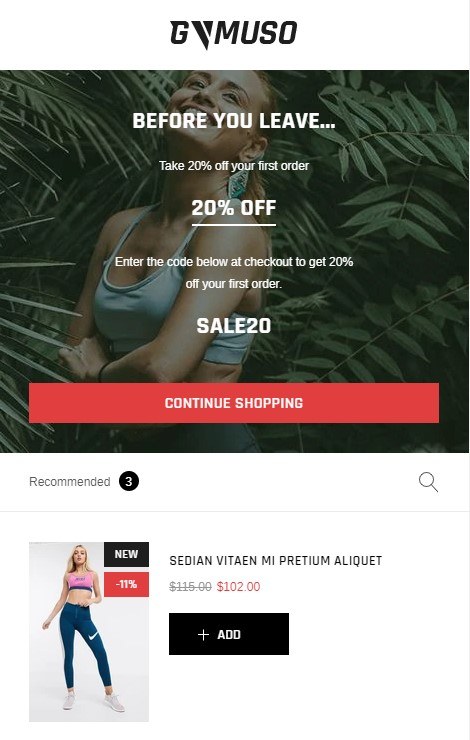 GYMUSO
BEFORE YOU LEAVE...
Take 20% off your first order
20% OFF
Enter the code below at checkout to get 20%
off your first order.
SALE20
CONTINUE SHOPPING
Recommended 3
NEW
-11%
SEDIAN VITAEN MI PRETIUM ALIQUET
$115.00 $102.00
+ ADD